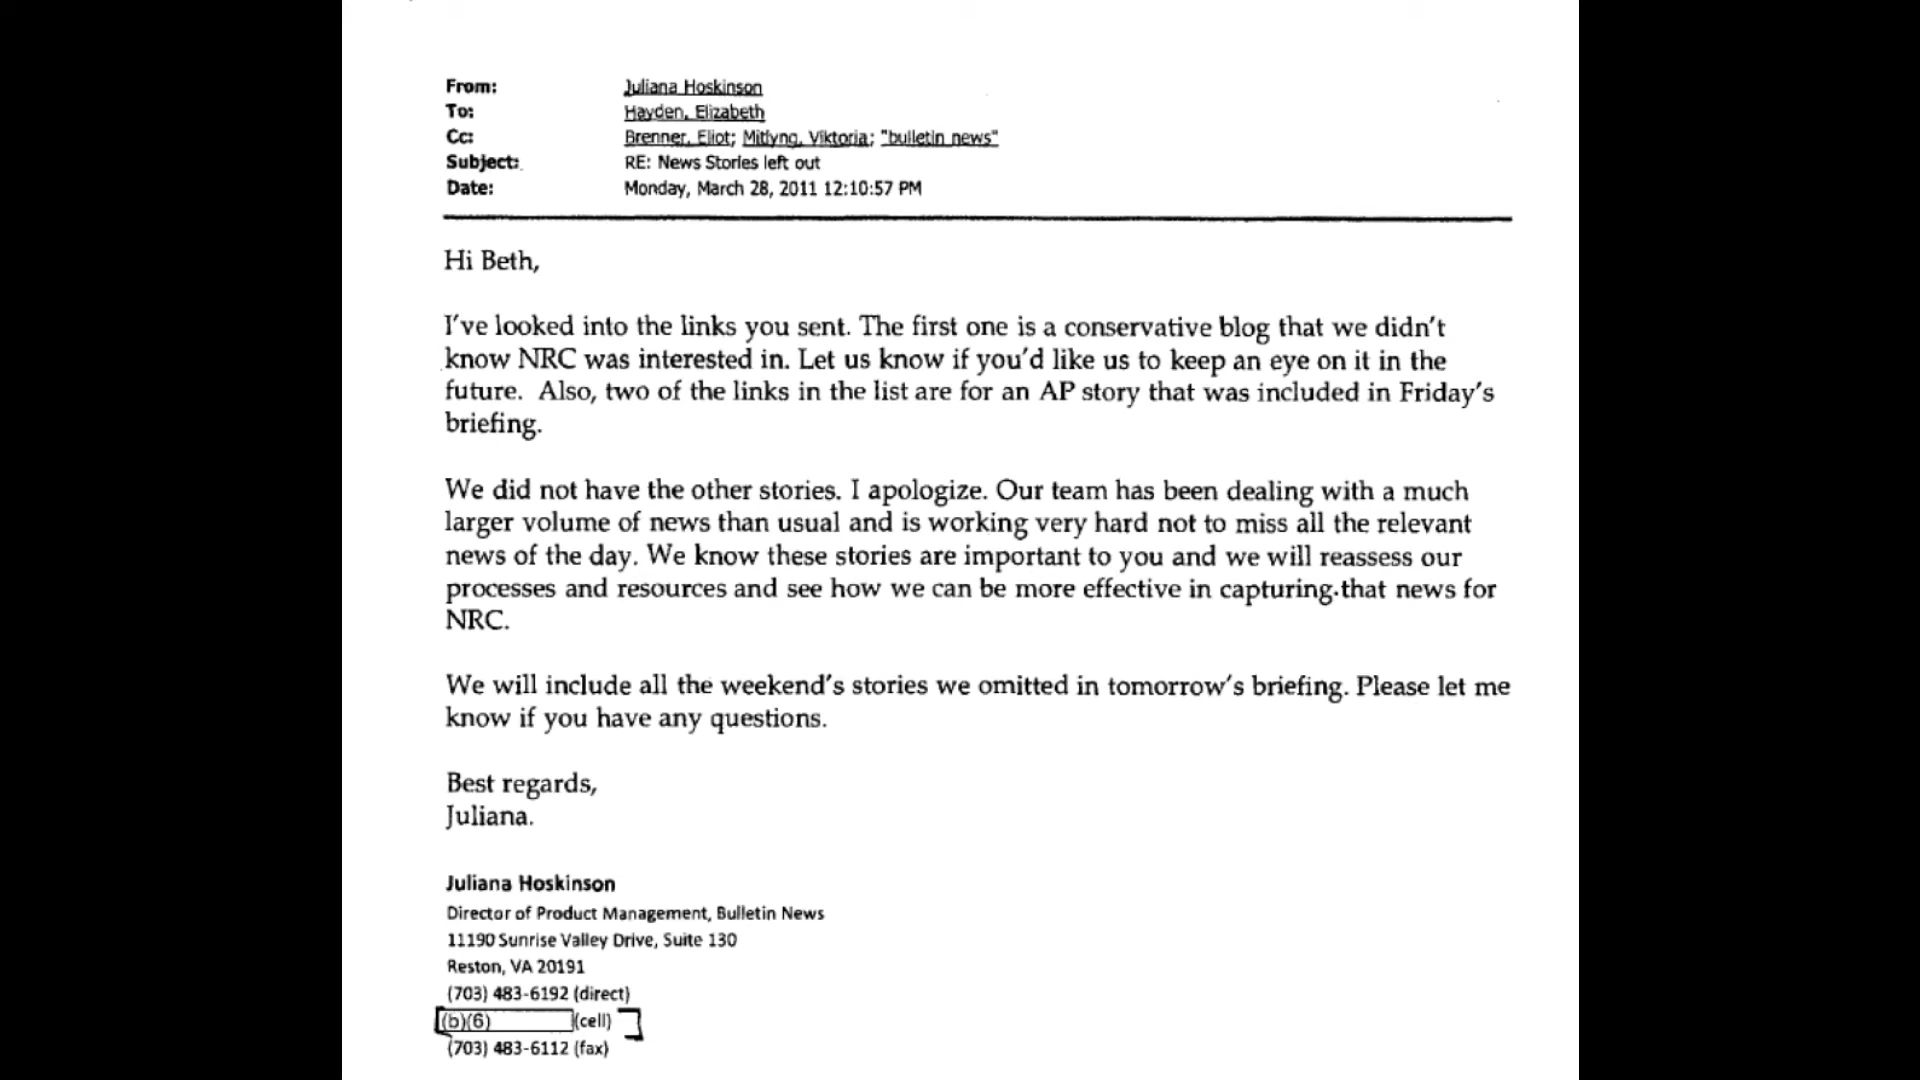 From: Juliana Hoskinson
To: Hayden, Elizabeth
Cc: Brenner, Eliot; Mitlyng, Viktoria; "bulletin news"
Subject: RE: News Stories left out
Date: Monday, March 28, 2011 12:10:57 PM
Hi Beth,
I've looked into the links you sent. The first one is a conservative blog that we didn't
know NRC was interested in. Let us know if you'd like us to keep an eye on it in the
future. Also, two of the links in the list are for an AP story that was included in Friday's
briefing.
We did not have the other stories. I apologize. Our team has been dealing with a much
larger volume of news than usual and is working very hard not to miss all the relevant
news of the day. We know these stories are important to you and we will reassess our
processes and resources and see how we can be more effective in capturing that news for
NRC.
We will include all the weekend's stories we omitted in tomorrow's briefing. Please let me
know if you have any questions.
Best regards,
Juliana.
Juliana Hoskinson
Director of Product Management, Bulletin News
11190 Sunrise Valley Drive, Suite 130
Reston, VA 20191
(703) 483-6192 (direct)
(b)(6) (cell)
(703) 483-6112 (fax)